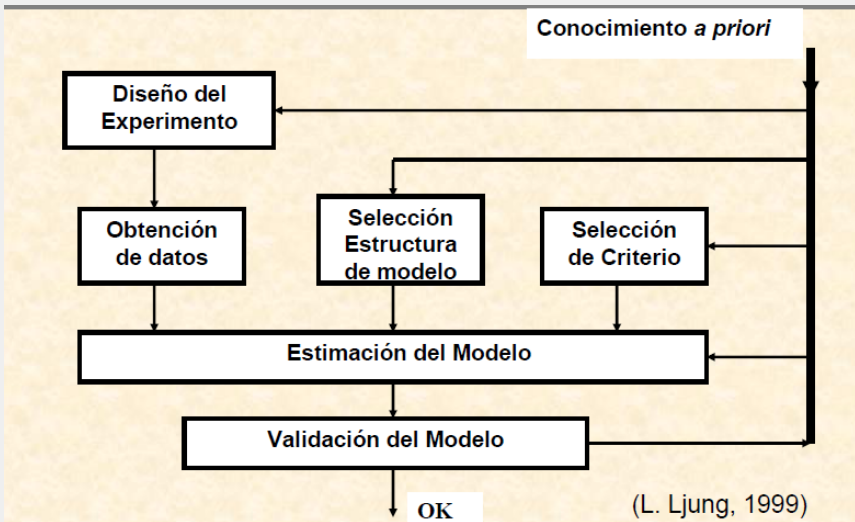 Conocimiento a priori
Diseño del
Experimento
Obtención
de datos
Selección
Estructura
de modelo
Selección
de Criterio
Estimación del Modelo
Validación del Modelo
OK
(L. Ljung, 1999)